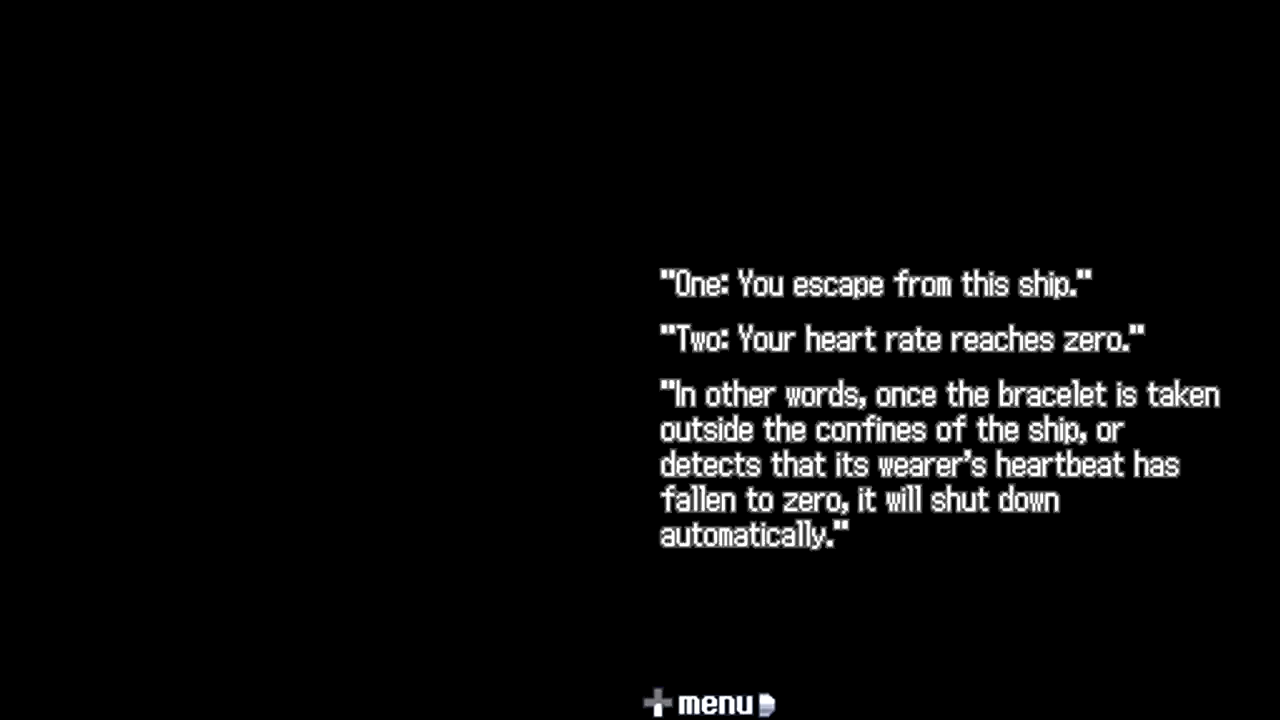 "One: You escape from this ship."
"Two: Your heart rate reaches zero."
"In other words, once the bracelet is taken
outside the confines of the ship, or
detects that its wearer's heartbeat has
fallen to zero, it will shut down
automatically."
menu